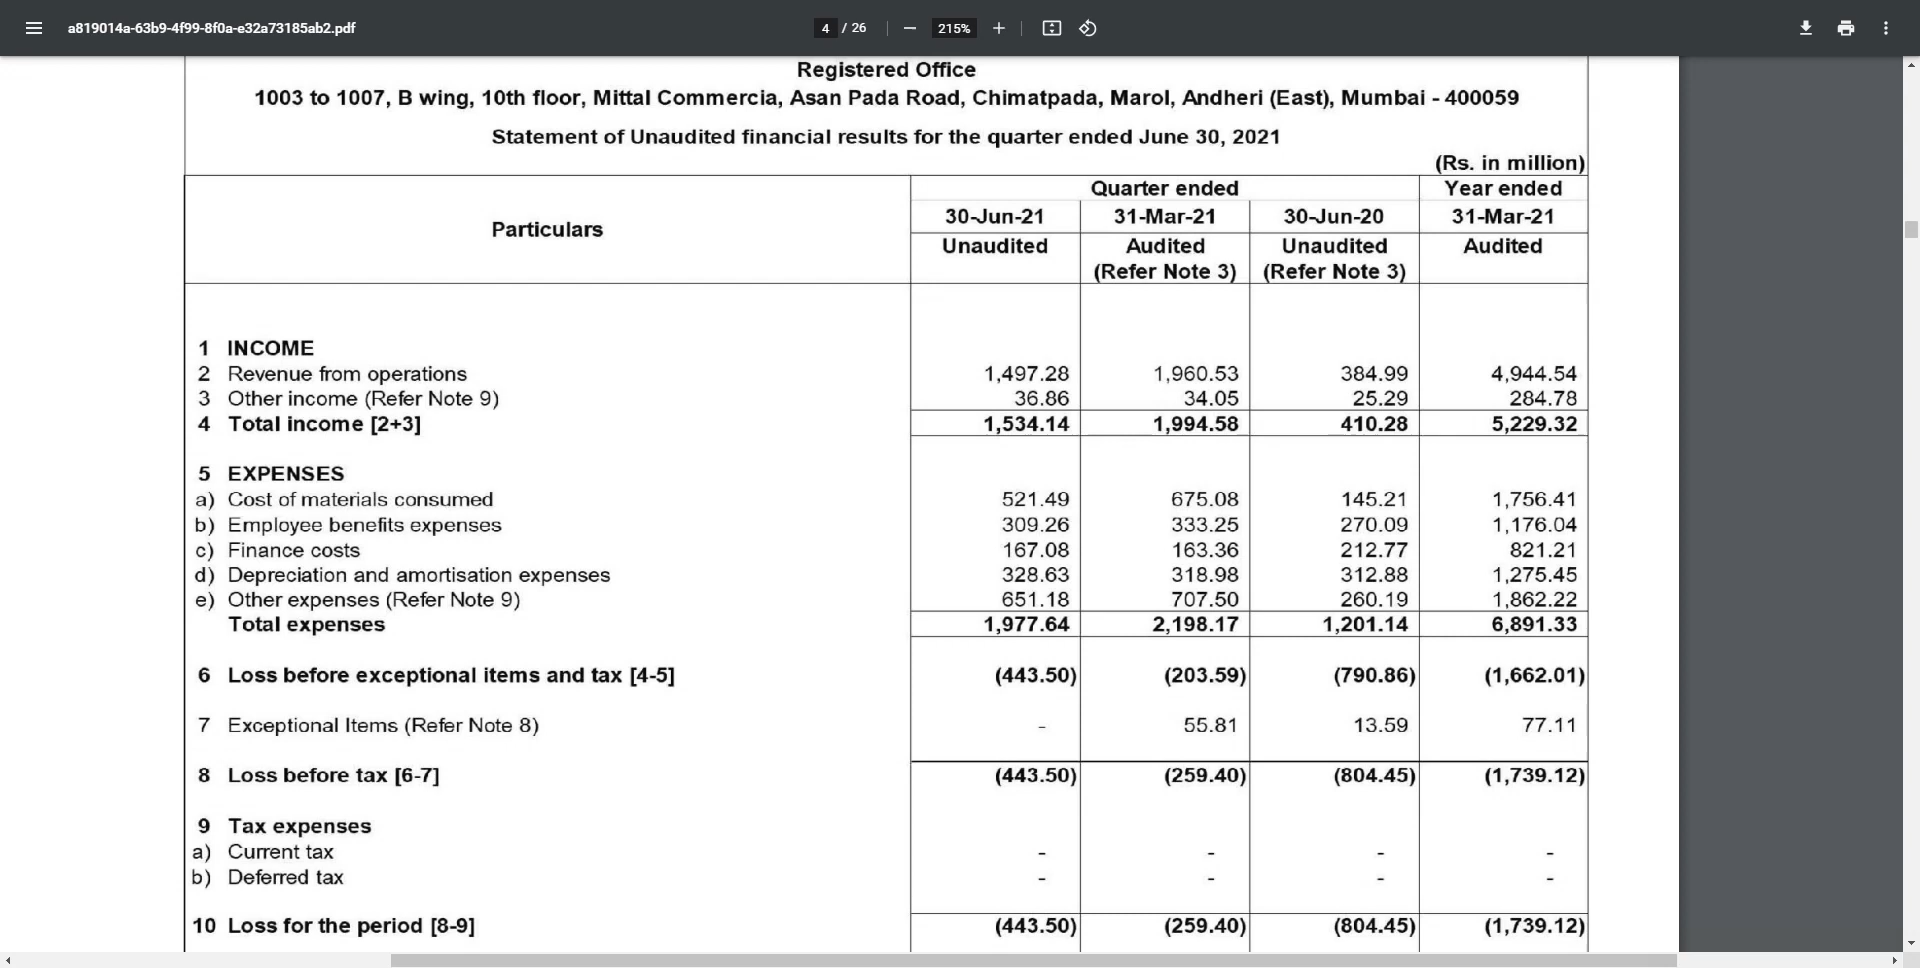 a819014a-63b9-4f99-8f0a-e32a73185ab2.pdf 4 / 26 215%
Registered Office
1003 to 1007, B wing, 10th floor, Mittal Commercia, Asan Pada Road, Chimatpada, Marol, Andheri (East), Mumbai - 400059
Statement of Unaudited financial results for the quarter ended June 30, 2021
(Rs. in million)
Particulars
Quarter ended Year ended
30-Jun-21 31-Mar-21 30-Jun-20 31-Mar-21
Unaudited Audited Unaudited Audited
(Refer Note 3) (Refer Note 3)
1 INCOME
2 Revenue from operations 1,497.28 1,960.53 384.99 4,944.54
3 Other income (Refer Note 9) 36.86 34.05 25.29 284.78
4 Total income [2+3] 1,534.14 1,994.58 410.28 5,229.32
5 EXPENSES
a) Cost of materials consumed 521.49 675.08 145.21 1,756.41
b) Employee benefits expenses 309.26 333.25 270.09 1,176.04
c) Finance costs 167.08 163.36 212.77 821.21
d) Depreciation and amortisation expenses 328.63 318.98 312.88 1,275.45
e) Other expenses (Refer Note 9) 651.18 707.50 260.19 1,862.22
Total expenses 1,977.64 2,198.17 1,201.14 6,891.33
6 Loss before exceptional items and tax [4-5] (443.50) (203.59) (790.86) (1,662.01)
7 Exceptional Items (Refer Note 8) - 55.81 13.59 77.11
8 Loss before tax [6-7] (443.50) (259.40) (804.45) (1,739.12)
9 Tax expenses
a) Current tax - - - -
b) Deferred tax - - - -
10 Loss for the period [8-9] (443.50) (259.40) (804.45) (1,739.12)